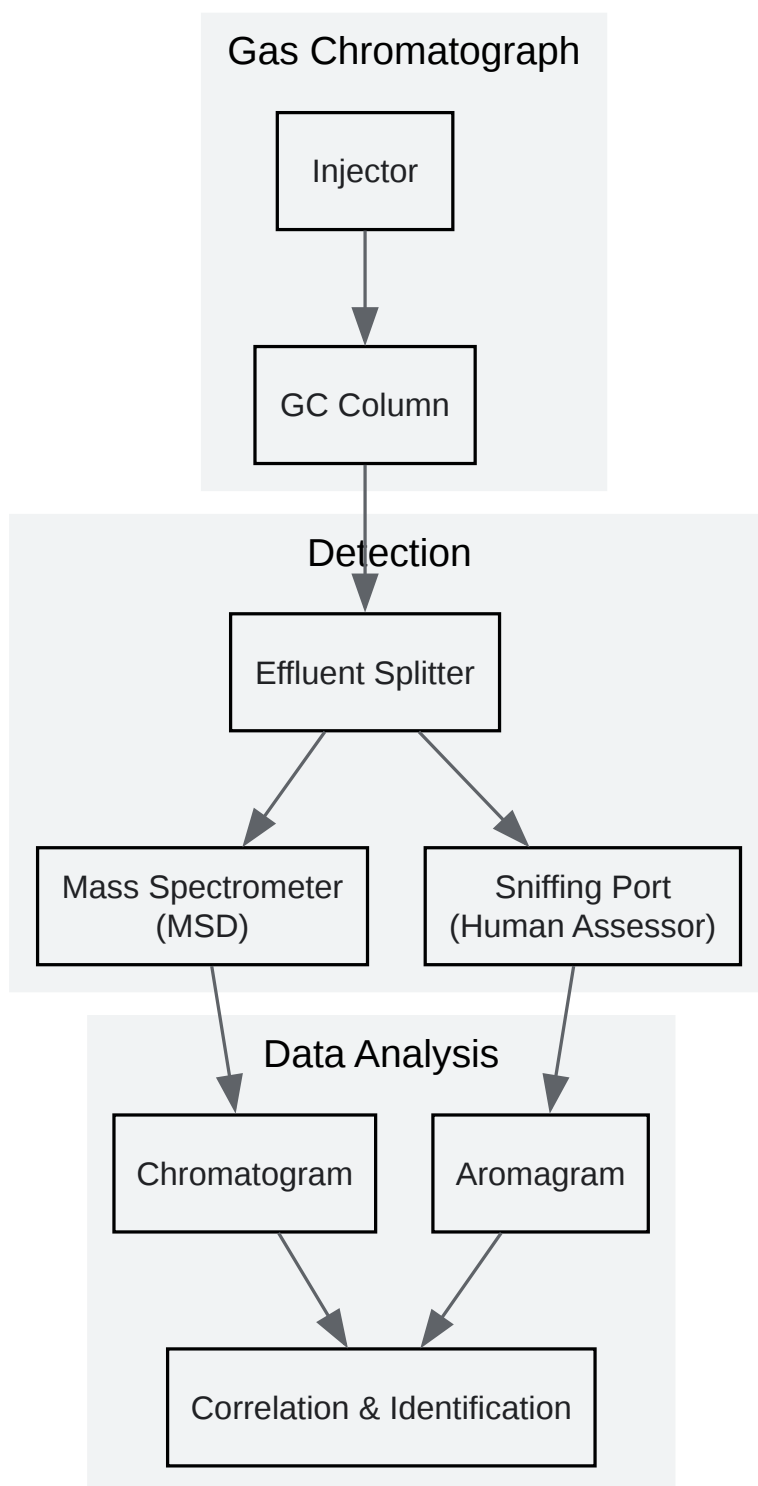 Gas Chromatograph
Injector
GC Column
Detection
Effluent Splitter
Mass Spectrometer
(MSD)
Sniffing Port
(Human Assessor)
Data Analysis
Chromatogram
Aromagram
Correlation & Identification